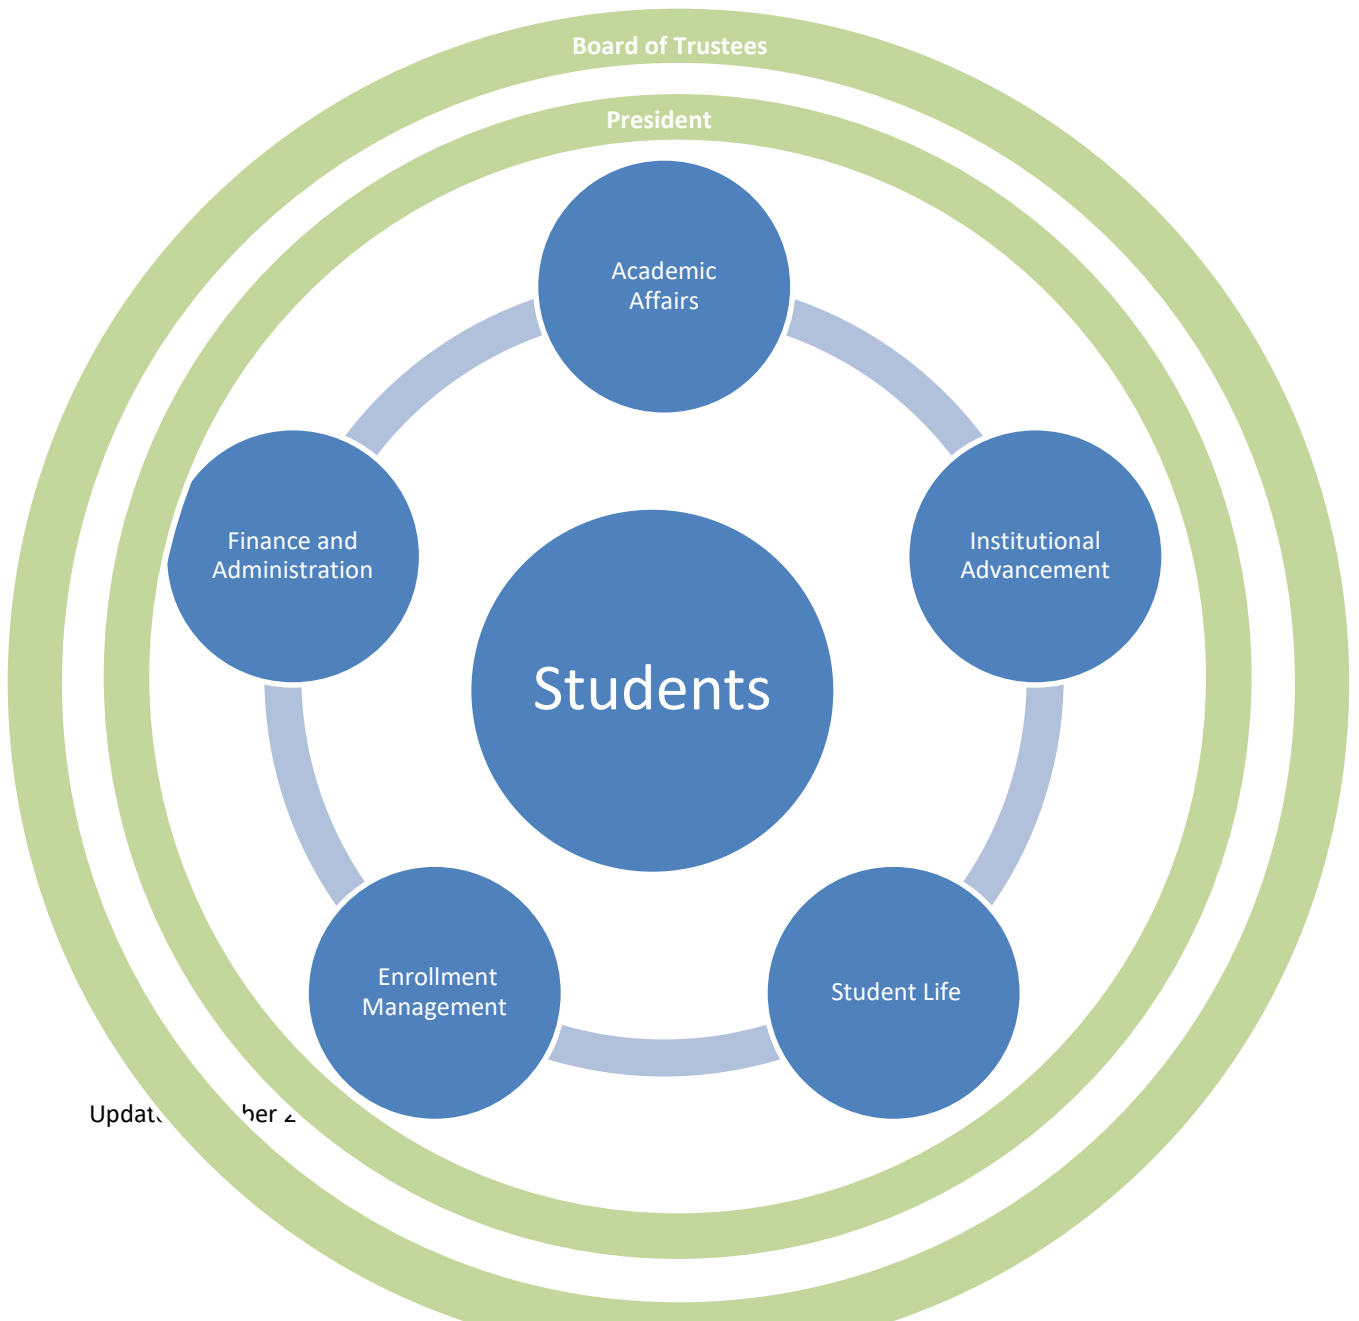 Board of Trustees
President
Academic
Affairs
Finance and
Administration
Institutional
Advancement
Students
Enrollment
Management
Student Life